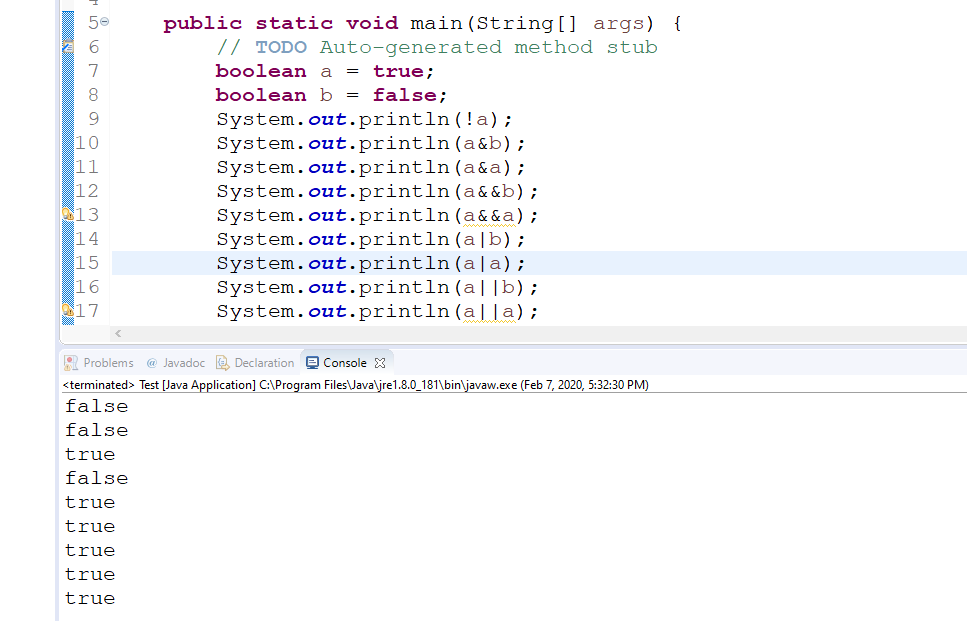 5 public static void main(String[] args) {
6 // TODO Auto-generated method stub
7 boolean a = true;
8 boolean b = false;
9 System.out.println(!a);
10 System.out.println(a&b);
11 System.out.println(a&a);
12 System.out.println(a&&b);
13 System.out.println(a&&a);
14 System.out.println(a|b);
15 System.out.println(a|a);
16 System.out.println(a||b);
17 System.out.println(a||a);
Problems @ Javadoc Declaration Console
<terminated> Test [Java Application] C:\Program Files\Java\jre1.8.0_181\bin\javaw.exe (Feb 7, 2020, 5:32:30 PM)
false
false
true
false
true
true
true
true
true